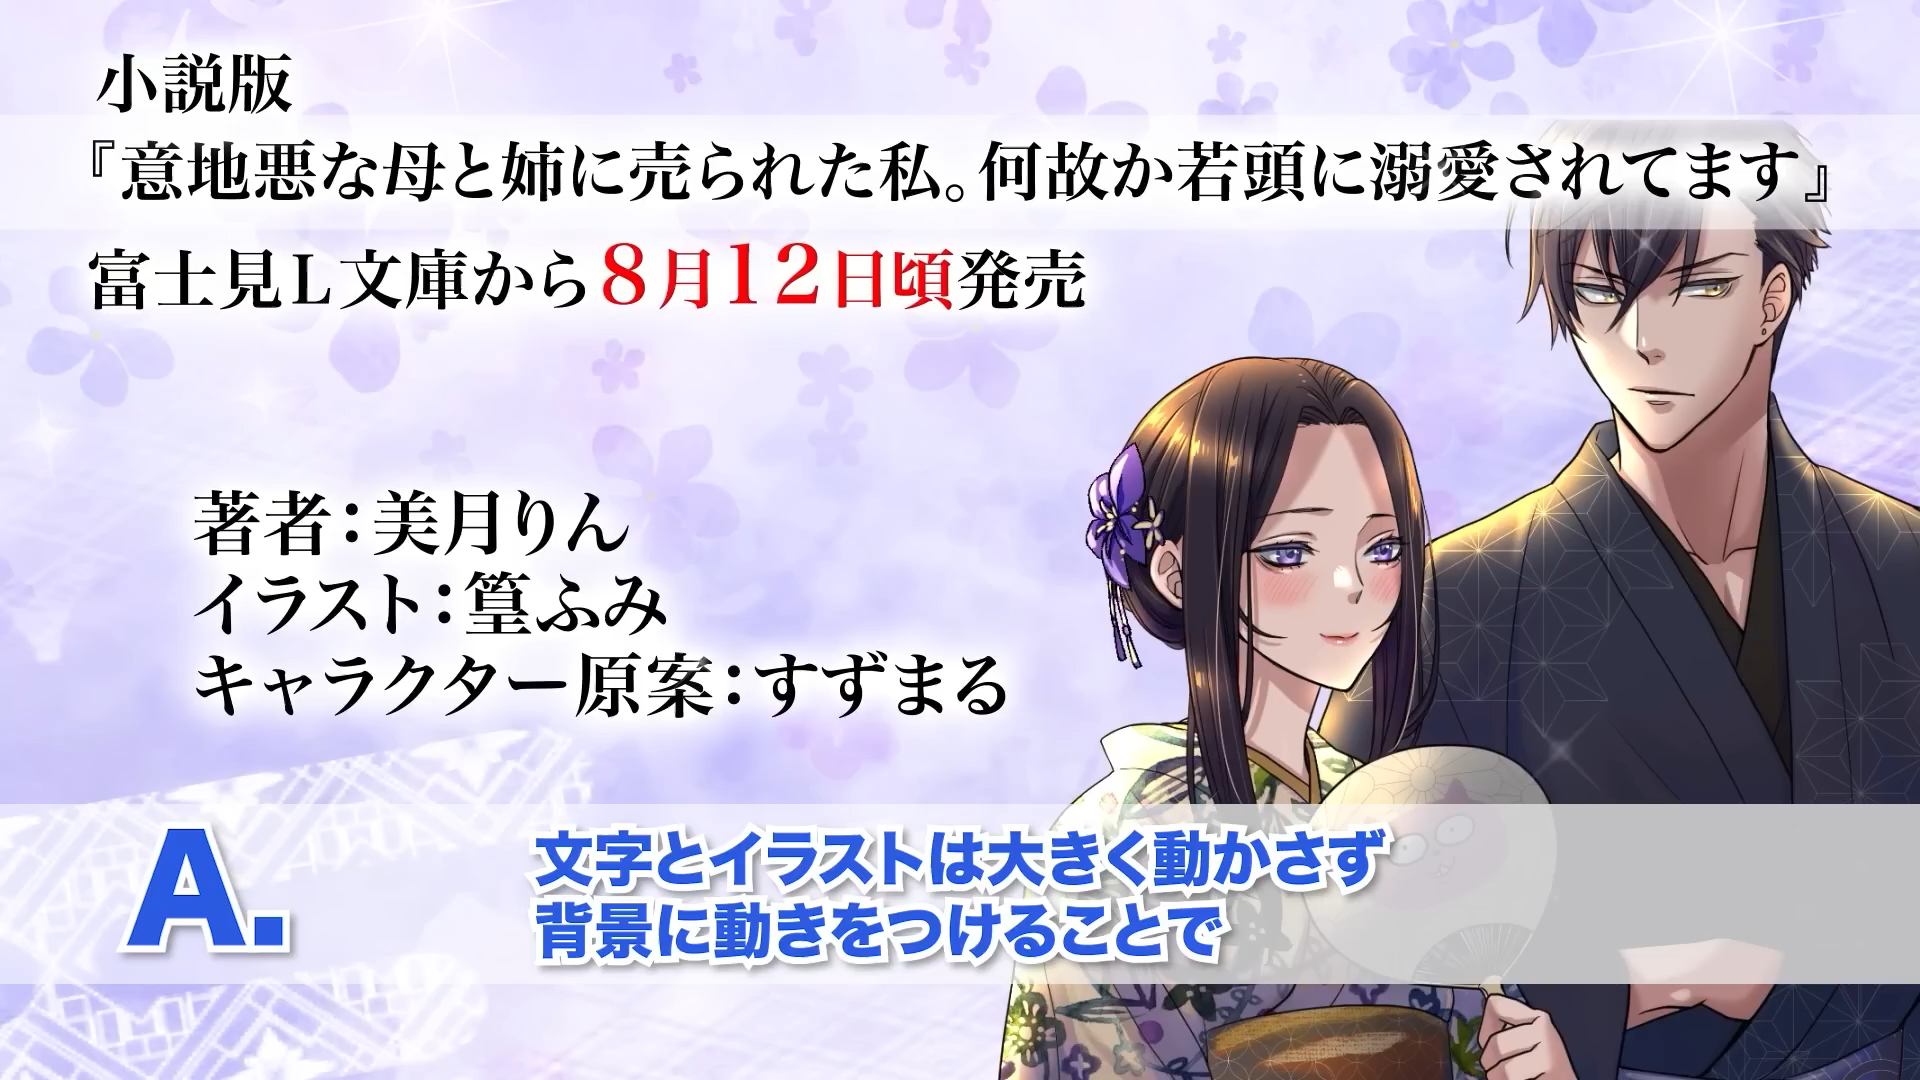 小説版
『意地悪な母と姉に売られた私。何故か若頭に溺愛されてます』
富士見L文庫から8月12日頃発売
著者：美月りん
イラスト：篁ふみ
キャラクター原案：すずまる
A.
文字とイラストは大きく動かさず
背景に動きをつけることで